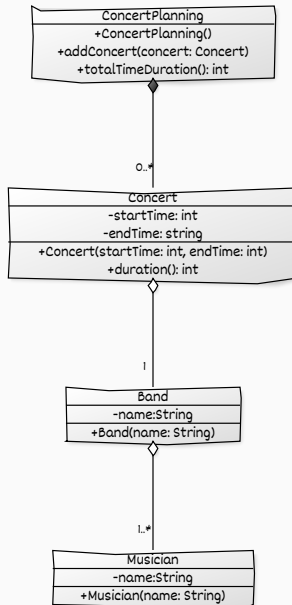 ConcertPlanning
+ConcertPlanning()
+addConcert(concert: Concert)
+totalTimeDuration(): int
0..*
Concert
-startTime: int
-endTime: string
+Concert(startTime: int, endTime: int)
+duration(): int
1
Band
-name:String
+Band(name: String)
1..*
Musician
-name:String
+Musician(name: String)